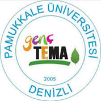 PAMUKKALE ÜNİVERSİTESİ
genç
TEMA
2005
DENİZLİ